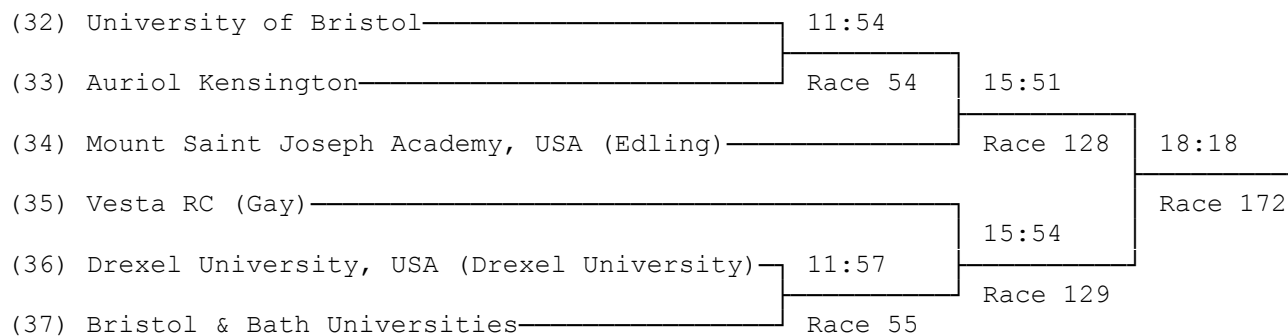 (32) University of Bristol 11:54
(33) Auriol Kensington Race 54 15:51
(34) Mount Saint Joseph Academy, USA (Edling) Race 128 18:18
(35) Vesta RC (Gay) Race 172
15:54
(36) Drexel University, USA (Drexel University) 11:57
Race 129
(37) Bristol & Bath Universities Race 55